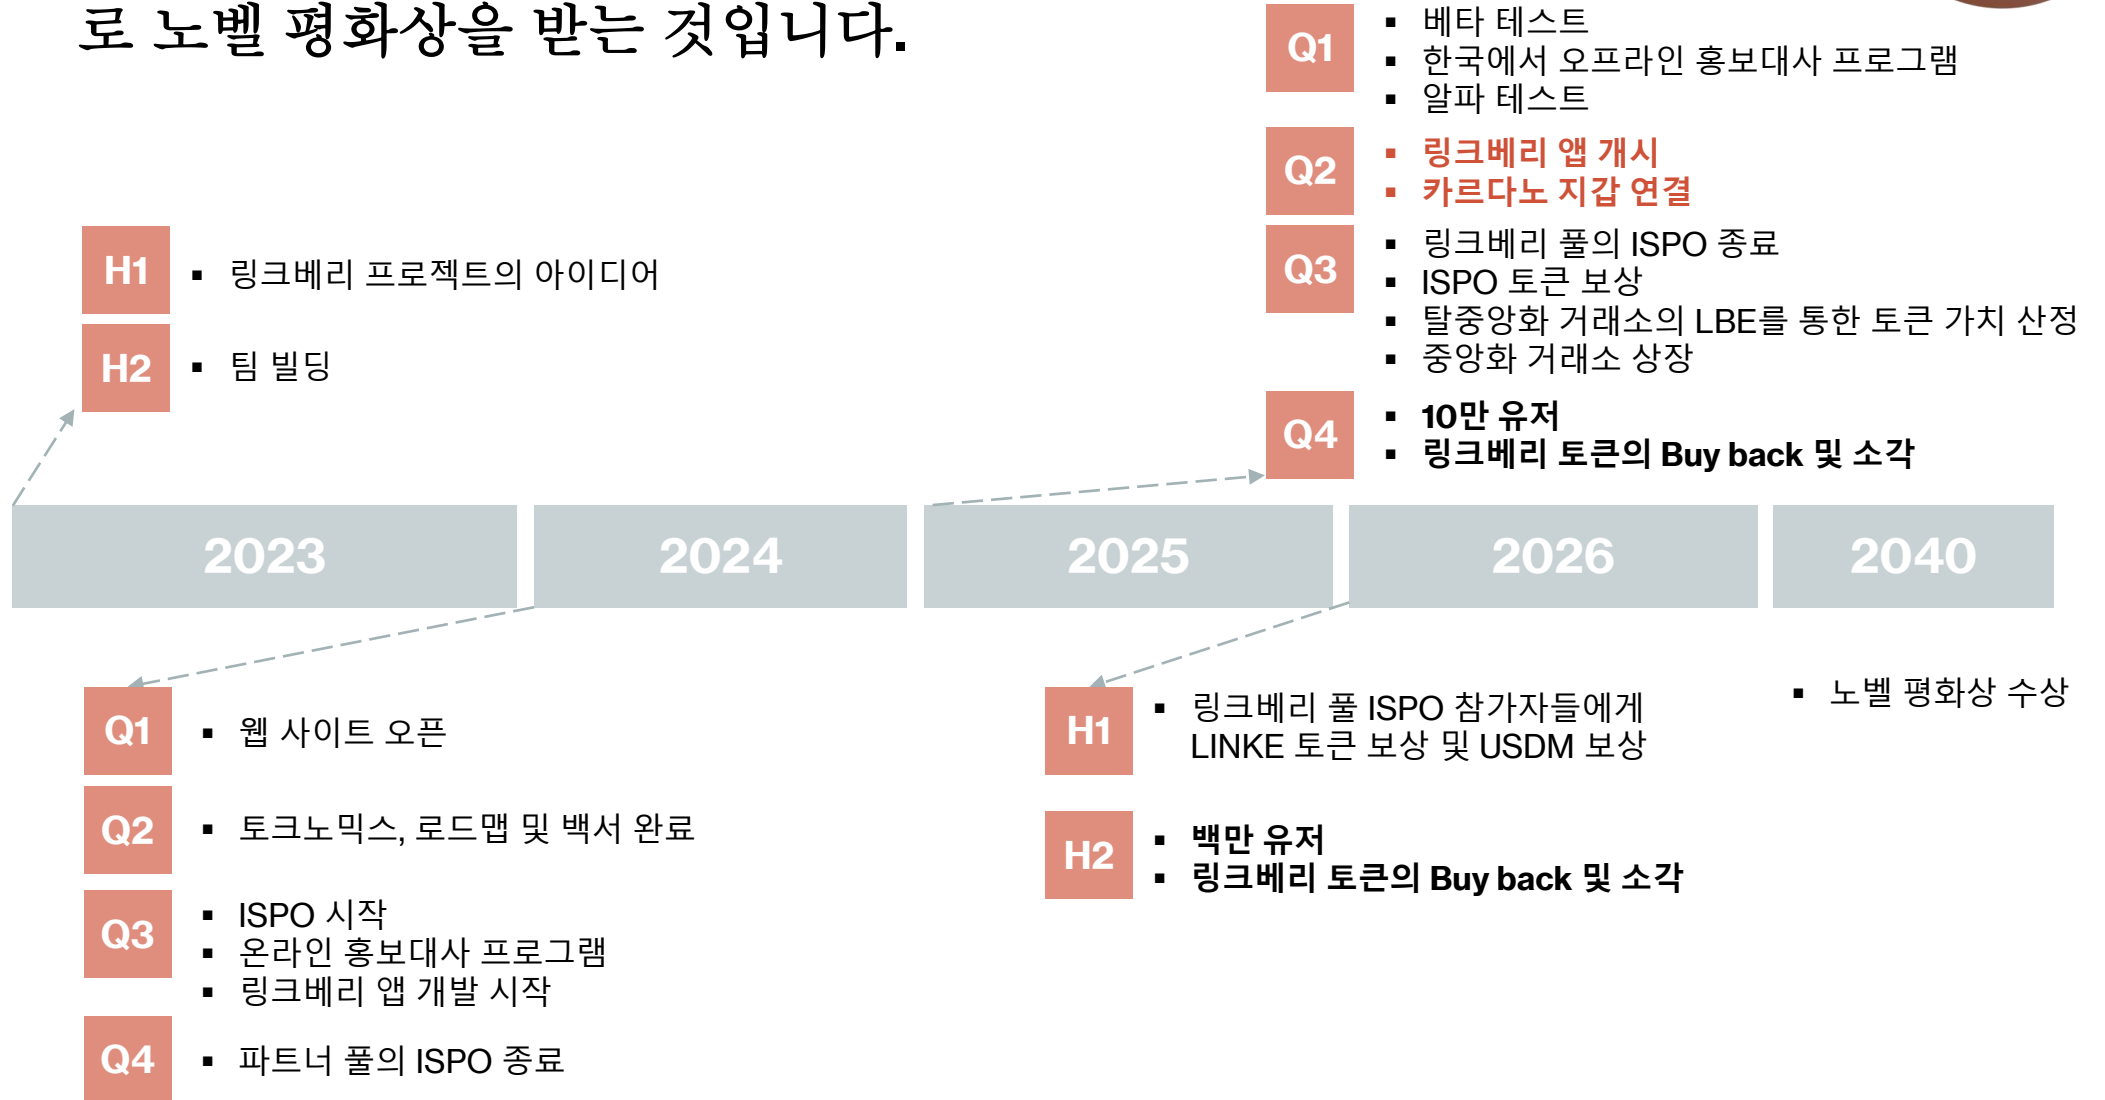 로 노벨 평화상을 받는 것입니다.
H1
▪ 링크베리 프로젝트의 아이디어
H2
▪ 팀 빌딩
Q1
▪ 베타 테스트
▪ 한국에서 오프라인 홍보대사 프로그램
▪ 알파 테스트
Q2
▪ 링크베리 앱 개시
▪ 카르다노 지갑 연결
Q3
▪ 링크베리 풀의 ISPO 종료
▪ ISPO 토큰 보상
▪ 탈중앙화 거래소의 LBE를 통한 토큰 가치 산정
▪ 중앙화 거래소 상장
Q4
▪ 10만 유저
▪ 링크베리 토큰의 Buy back 및 소각
2023 2024 2025 2026 2040
Q1
▪ 웹 사이트 오픈
Q2
▪ 토크노믹스, 로드맵 및 백서 완료
Q3
▪ ISPO 시작
▪ 온라인 홍보대사 프로그램
▪ 링크베리 앱 개발 시작
Q4
▪ 파트너 풀의 ISPO 종료
H1
▪ 링크베리 풀 ISPO 참가자들에게
LINKE 토큰 보상 및 USDM 보상
H2
▪ 백만 유저
▪ 링크베리 토큰의 Buy back 및 소각
▪ 노벨 평화상 수상